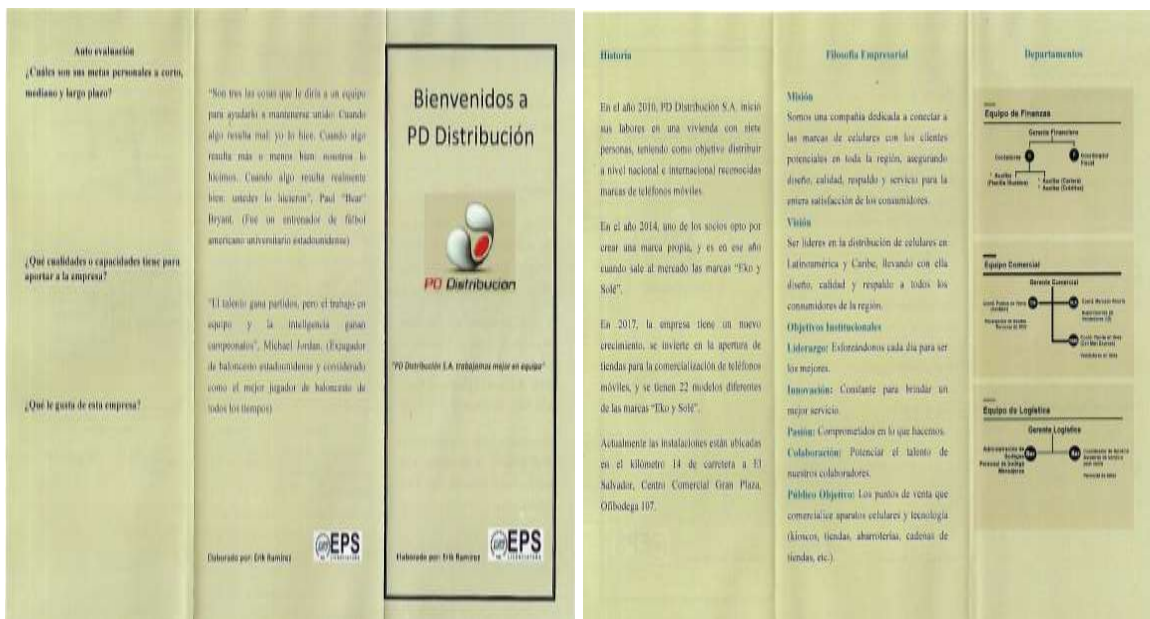 Auto evaluación
¿Cuáles son sus metas personales a corto,
mediano y largo plazo?
¿Qué cualidades o capacidades tiene para
aportar a la empresa?
¿Qué le gusta de esta empresa?
"Son tres las cosas que le diría a un equipo
para ayudarlo a mantenerse unido: Cuando
algo resulta mal: yo lo hice. Cuando algo
resulta más o menos bien: nosotros lo
hicimos. Cuando algo resulta realmente
bien: ustedes lo hicieron", Paul "Bear"
Bryant. (Fue un entrenador de fútbol
americano universitario estadounidense)
"El talento gana partidos, pero el trabajo en
equipo y la inteligencia ganan
campeonatos", Michael Jordan. (Exjugador
de baloncesto estadounidense y considerado
como el mejor jugador de baloncesto de
todos los tiempos)
Elaborado por: Erik Ramírez
EPS
Bienvenidos a
PD Distribución
PD Distribucion
"PD Distribución S.A. trabajamos mejor en equipo"
Elaborado por: Erik Ramírez
EPS
Historia
En el año 2010, PD Distribución S.A. inició
sus labores en una vivienda con siete
personas, teniendo como objetivo distribuir
a nivel nacional e internacional reconocidas
marcas de teléfonos móviles.
En el año 2014, uno de los socios opto por
crear una marca propia, y es en ese año
cuando sale al mercado las marcas "Eko y
Solé".
En 2017, la empresa tiene un nuevo
crecimiento, se invierte en la apertura de
tiendas para la comercialización de teléfonos
móviles, y se tienen 22 modelos diferentes
de las marcas "Eko y Solé".
Actualmente las instalaciones están ubicadas
en el kilómetro 14 de carretera a El
Salvador, Centro Comercial Gran Plaza,
Ofibodega 107.
Filosofía Empresarial
Misión
Somos una compañía dedicada a conectar a
las marcas de celulares con los clientes
potenciales en toda la región, asegurando
diseño, calidad, respaldo y servicio para la
entera satisfacción de los consumidores.
Visión
Ser líderes en la distribución de celulares en
Latinoamérica y Caribe, llevando con ella
diseño, calidad y respaldo a todos los
consumidores de la región.
Objetivos Institucionales
Liderazgo: Esforzándonos cada día para ser
los mejores.
Innovación: Constante para brindar un
mejor servicio.
Pasión: Comprometidos en lo que hacemos.
Colaboración: Potenciar el talento de
nuestros colaboradores.
Público Objetivo: Los puntos de venta que
comercialice aparatos celulares y tecnología
(kioscos, tiendas, abarroterías, cadenas de
tiendas, etc.).
Departamentos
Equipo de Finanzas
Gerente Financiero
Contadores
Coordinador
Fiscal
Auxiliar
Auxiliar (Cartera)
Auxiliar (Créditos)
Equipo Comercial
Gerente Comercial
Equipo de Logística
Gerente Logística